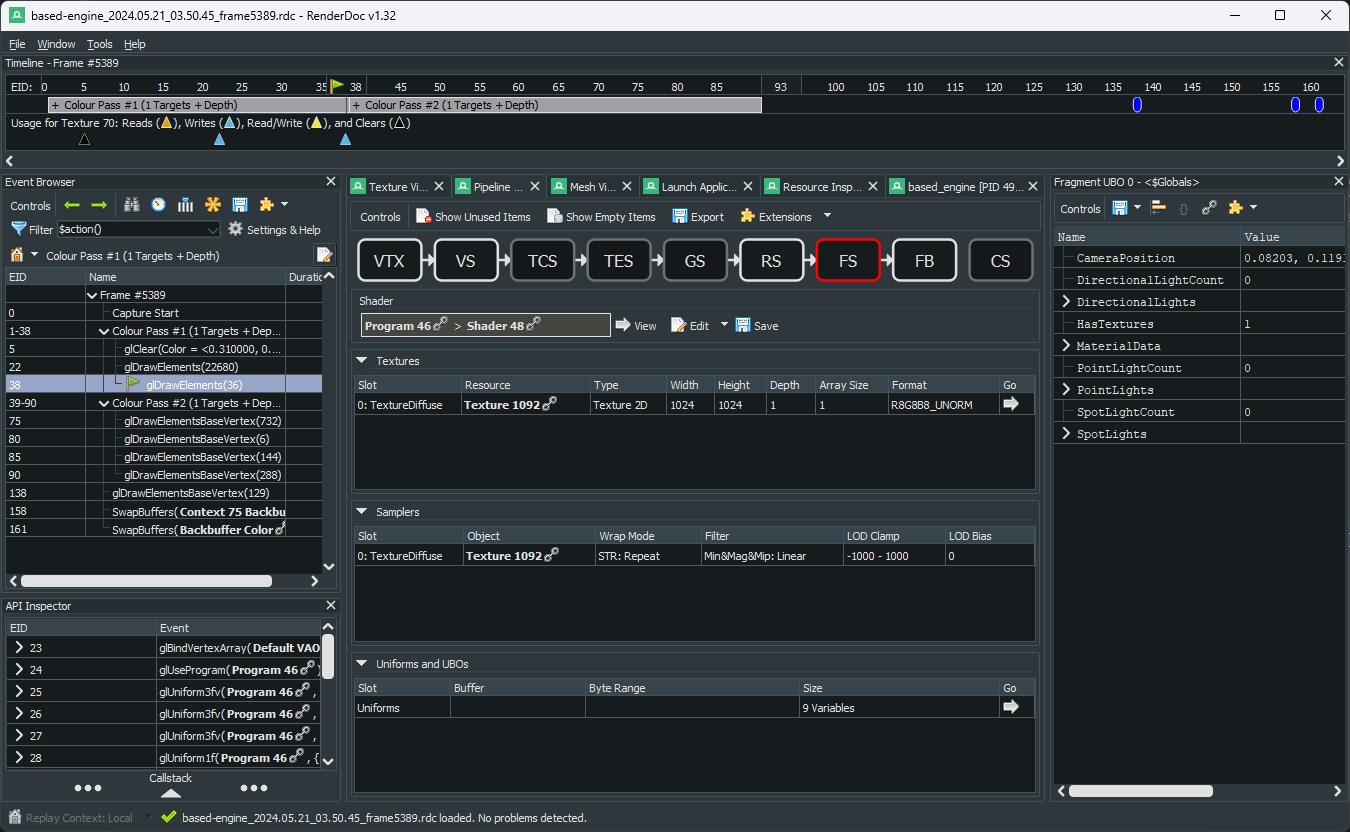 based-engine_2024.05.21_03.50.45_frame5389.rdc - RenderDoc v1.32
File Window Tools Help
Timeline - Frame #5389
EID: 0 5 10 15 20 25 30 35 38 45 50 55 60 65 70 75 80 85 93 100 105 110 115 120 125 130 135 140 145 150 155 160
+ Colour Pass #1 (1 Targets + Depth) + Colour Pass #2 (1 Targets + Depth)
Usage for Texture 70: Reads ( ), Writes ( ), Read/Write ( ), and Clears ( )
Event Browser
Controls
Filter $action() Settings & Help
Colour Pass #1 (1 Targets + Depth)
EID Name Duratic
Frame #5389
0 Capture Start
1-38 Colour Pass #1 (1 Targets + Dep...
5 glClear(Color = <0.310000, 0....
22 glDrawElements(22680)
38 glDrawElements(36)
39-90 Colour Pass #2 (1 Targets + Dep...
75 glDrawElementsBaseVertex(732)
80 glDrawElementsBaseVertex(6)
85 glDrawElementsBaseVertex(144)
90 glDrawElementsBaseVertex(288)
138 glDrawElementsBaseVertex(129)
158 SwapBuffers(Context 75 Backbu
161 SwapBuffers(Backbuffer Color
API Inspector
EID Event
23 glBindVertexArray(Default VAO
24 glUseProgram(Program 46 )
25 glUniform3fv(Program 46 ,
26 glUniform3fv(Program 46 ,
27 glUniform3fv(Program 46 ,
28 glUniform1f(Program 46 , {
Callstack
Texture Vi... Pipeline ... Mesh Vi... Launch Applic... Resource Insp... based_engine [PID 49...
Controls Show Unused Items Show Empty Items Export Extensions
VTX VS TCS TES GS RS FS FB CS
Shader
Program 46 > Shader 48 View Edit Save
Textures
Slot Resource Type Width Height Depth Array Size Format Go
0: TextureDiffuse Texture 1092 Texture 2D 1024 1024 1 1 R8G8B8_UNORM
Samplers
Slot Object Wrap Mode Filter LOD Clamp LOD Bias
0: TextureDiffuse Texture 1092 STR: Repeat Min&Mag&Mip: Linear -1000 - 1000 0
Uniforms and UBOs
Slot Buffer Byte Range Size Go
Uniforms 9 Variables
Fragment UBO 0 - <$Globals>
Controls {}
Name Value
CameraPosition 0.08203, 0.119
DirectionalLightCount 0
DirectionalLights
HasTextures 1
MaterialData
PointLightCount 0
PointLights
SpotLightCount 0
SpotLights
Replay Context: Local based-engine_2024.05.21_03.50.45_frame5389.rdc loaded. No problems detected.